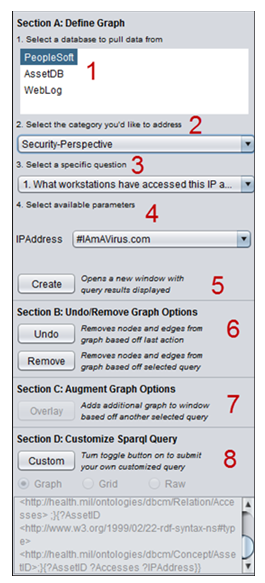 Section A: Define Graph
1. Select a database to pull data from
PeopleSoft
AssetDB
WebLog
1
2. Select the category you'd like to address
2
Security-Perspective
3. Select a specific question
3
1. What workstations have accessed this IP a...
4. Select available parameters
4
IPAddress #IAmAVirus.com
Create
Opens a new window with
query results displayed
5
Section B: Undo/Remove Graph Options
Undo
Removes nodes and edges from
graph based off last action
6
Remove
Removes nodes and edges from
graph based off selected query
Section C: Augment Graph Options
Overlay
Adds additional graph to window
based off another selected query
7
Section D: Customize Sparql Query
Custom
Turn toggle button on to submit
your own customized query
8
Graph Grid Raw
<http://health.mil/ontologies/dbcm/Relation/Acce
sses> ;}{?AssetID
<http://www.w3.org/1999/02/22-rdf-syntax-ns#typ
e>
<http://health.mil/ontologies/dbcm/Concept/Asse
tID>;}{?AssetID ?Accesses ?IPAddress}}